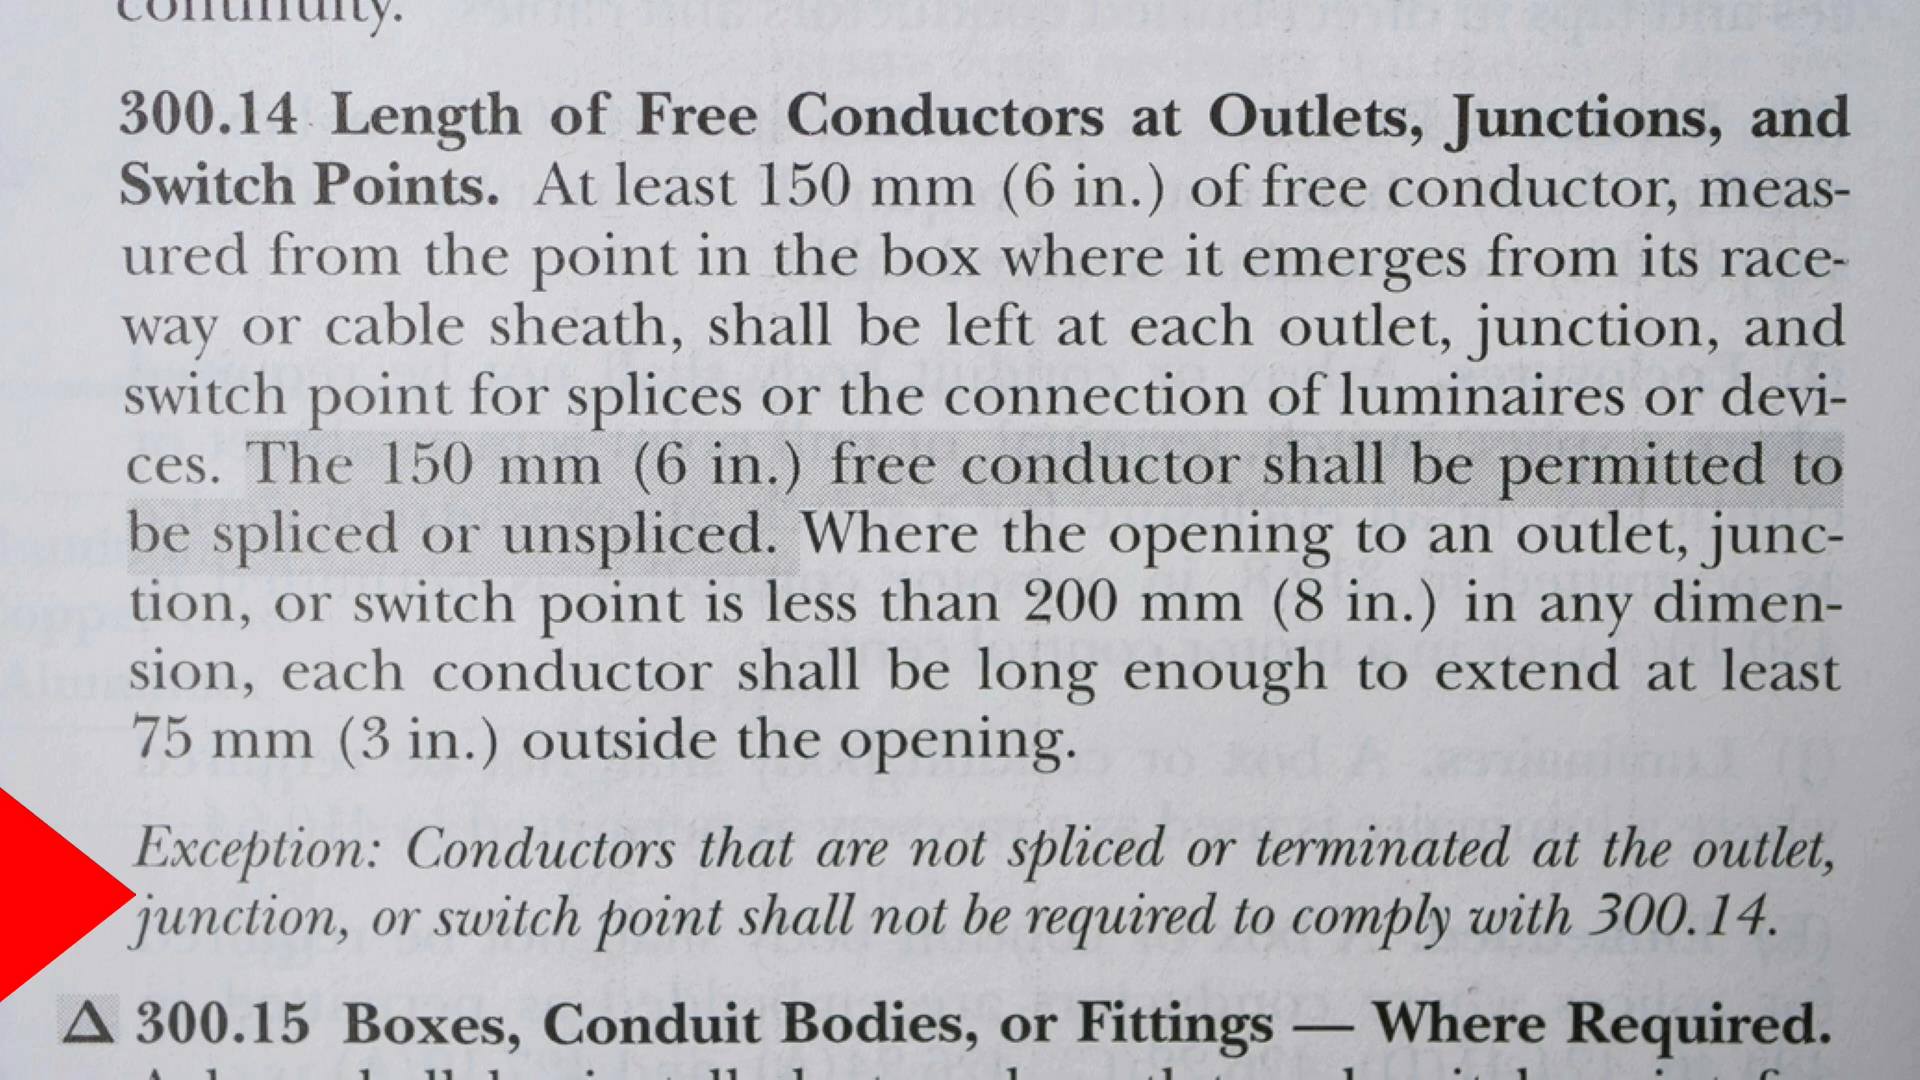 continuity.
300.14 Length of Free Conductors at Outlets, Junctions, and
Switch Points. At least 150 mm (6 in.) of free conductor, meas-
ured from the point in the box where it emerges from its race-
way or cable sheath, shall be left at each outlet, junction, and
switch point for splices or the connection of luminaires or devi-
ces. The 150 mm (6 in.) free conductor shall be permitted to
be spliced or unspliced. Where the opening to an outlet, junc-
tion, or switch point is less than 200 mm (8 in.) in any dimen-
sion, each conductor shall be long enough to extend at least
75 mm (3 in.) outside the opening.
Exception: Conductors that are not spliced or terminated at the outlet,
junction, or switch point shall not be required to comply with 300.14.
Δ 300.15 Boxes, Conduit Bodies, or Fittings — Where Required.